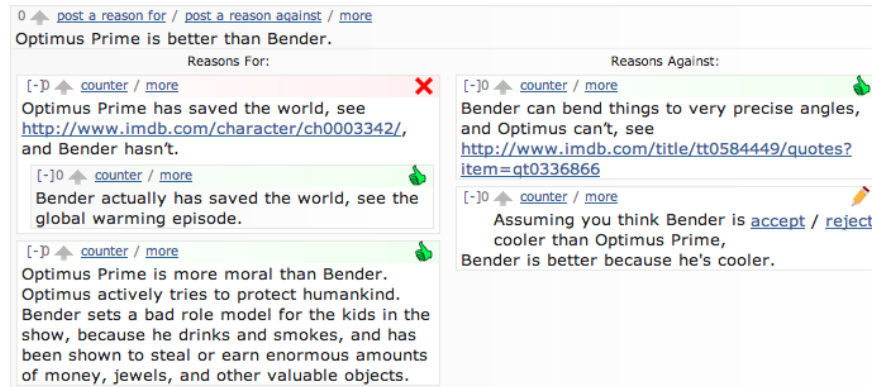 0 post a reason for / post a reason against / more
Optimus Prime is better than Bender.
Reasons For:
[-]0 counter / more
Optimus Prime has saved the world, see
http://www.imdb.com/character/ch0003342/,
and Bender hasn't.
[-]0 counter / more
Bender actually has saved the world, see the
global warming episode.
[-]0 counter / more
Optimus Prime is more moral than Bender.
Optimus actively tries to protect humankind.
Bender sets a bad role model for the kids in the
show, because he drinks and smokes, and has
been shown to steal or earn enormous amounts
of money, jewels, and other valuable objects.
Reasons Against:
[-]0 counter / more
Bender can bend things to very precise angles,
and Optimus can't, see
http://www.imdb.com/title/tt0584449/quotes?
item=qt0336866
[-]0 counter / more
Assuming you think Bender is accept / reject
cooler than Optimus Prime,
Bender is better because he's cooler.